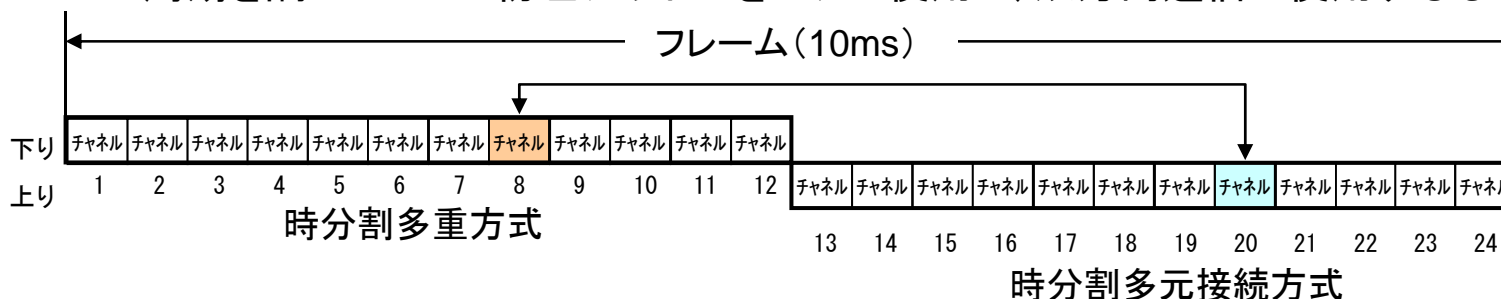 フレーム(10ms)
下り チャネル チャネル チャネル チャネル チャネル チャネル チャネル チャネル チャネル チャネル チャネル チャネル
上り 1 2 3 4 5 6 7 8 9 10 11 12 チャネル チャネル チャネル チャネル チャネル チャネル チャネル チャネル チャネル チャネル チャネル チャネル
時分割多重方式
13 14 15 16 17 18 19 20 21 22 23 24
時分割多元接続方式